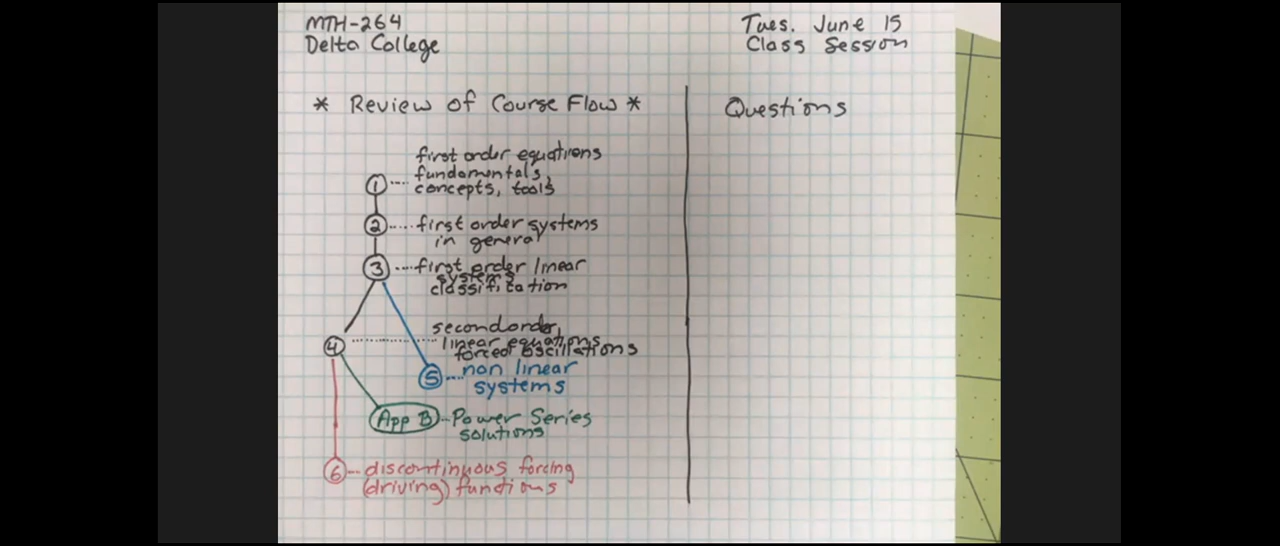 MTH-264
Delta College
Tues. June 15
Class Session
* Review of Course Flow *
Questions
first order equations
1 .... fundamentals,
concepts, tools
2 .... first order systems
in general
3 .... first order linear
systems
classification
second order,
4 .... linear equations
forced oscillations
5 .... non linear
systems
App B - Power Series
solutions
6 -- discontinuous forcing
(driving) functions